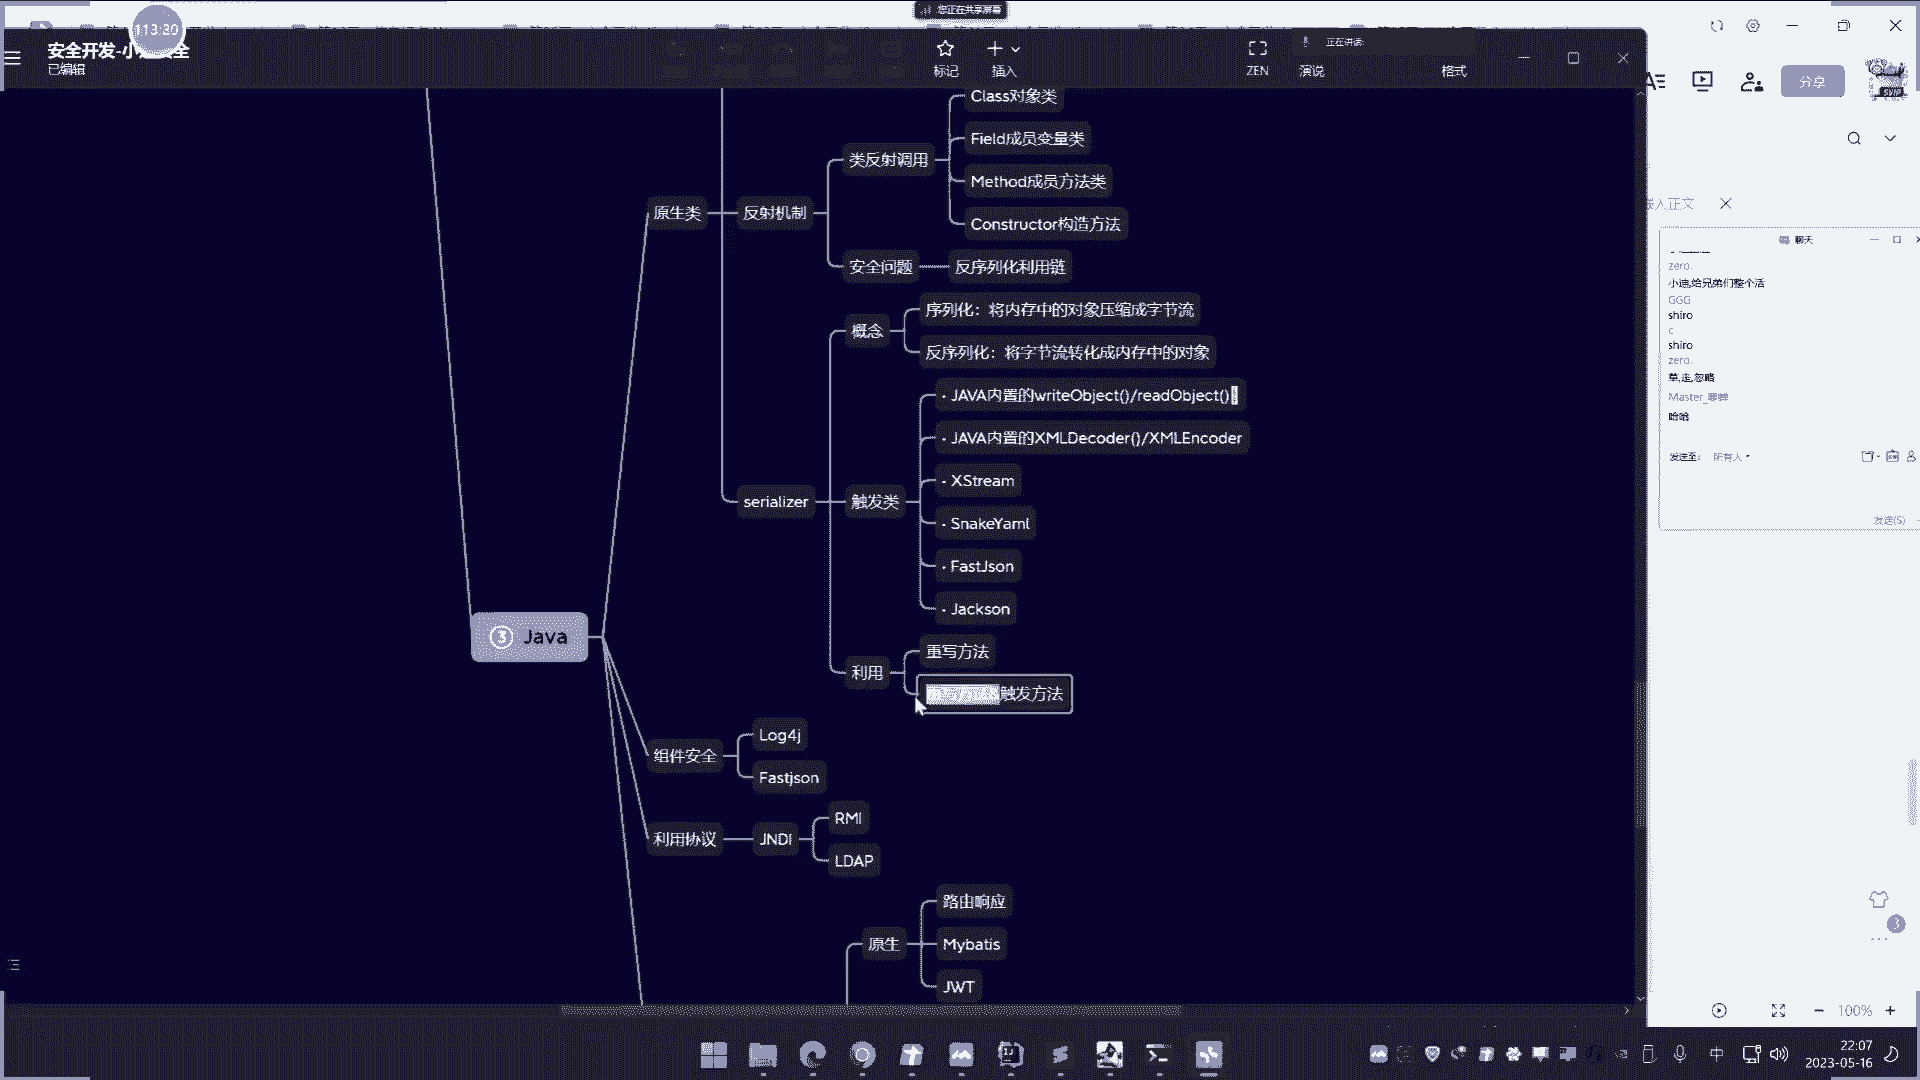 您正在共享屏幕
113:20
安全开发-小
全
已编辑
标记
插入
ZEN
演说
正在讲话:
格式
分享
Class对象类
Field成员变量类
类反射调用
Method成员方法类
原生类
反射机制
Constructor构造方法
安全问题
反序列化利用链
序列化：将内存中的对象压缩成字节流
概念
反序列化：将字节流转化成内存中的对象
- JAVA内置的writeObject()/readObject()
- JAVA内置的XMLDecoder()/XMLEncoder
- XStream
serializer
触发类
- SnakeYaml
- FastJson
- Jackson
③ Java
重写方法
利用
触发方法
Log4j
组件安全
Fastjson
RMI
利用协议
JNDI
LDAP
路由响应
原生
Mybatis
JWT
入正文
聊天
zero.
小迪,给兄弟们整个活
GGG
shiro
c
shiro
zero.
草,走,忽略
Master_
哈哈
发送至:
所有人
发送(S)
3
100%
中
22:07
2023-05-16